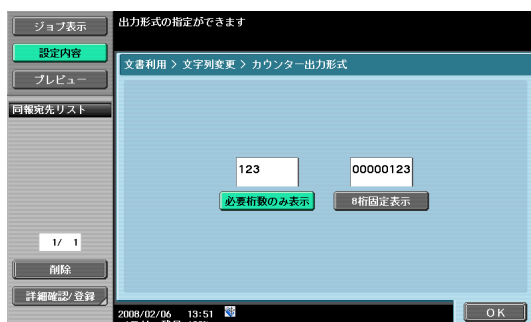 ジョブ表示
出力形式の指定ができます
設定内容
文書利用 > 文字列変更 > カウンター出力形式
プレビュー
同報宛先リスト
123
00000123
必要桁数のみ表示
8桁固定表示
1/ 1
削除
詳細確認/登録
2008/02/06 13:51
OK